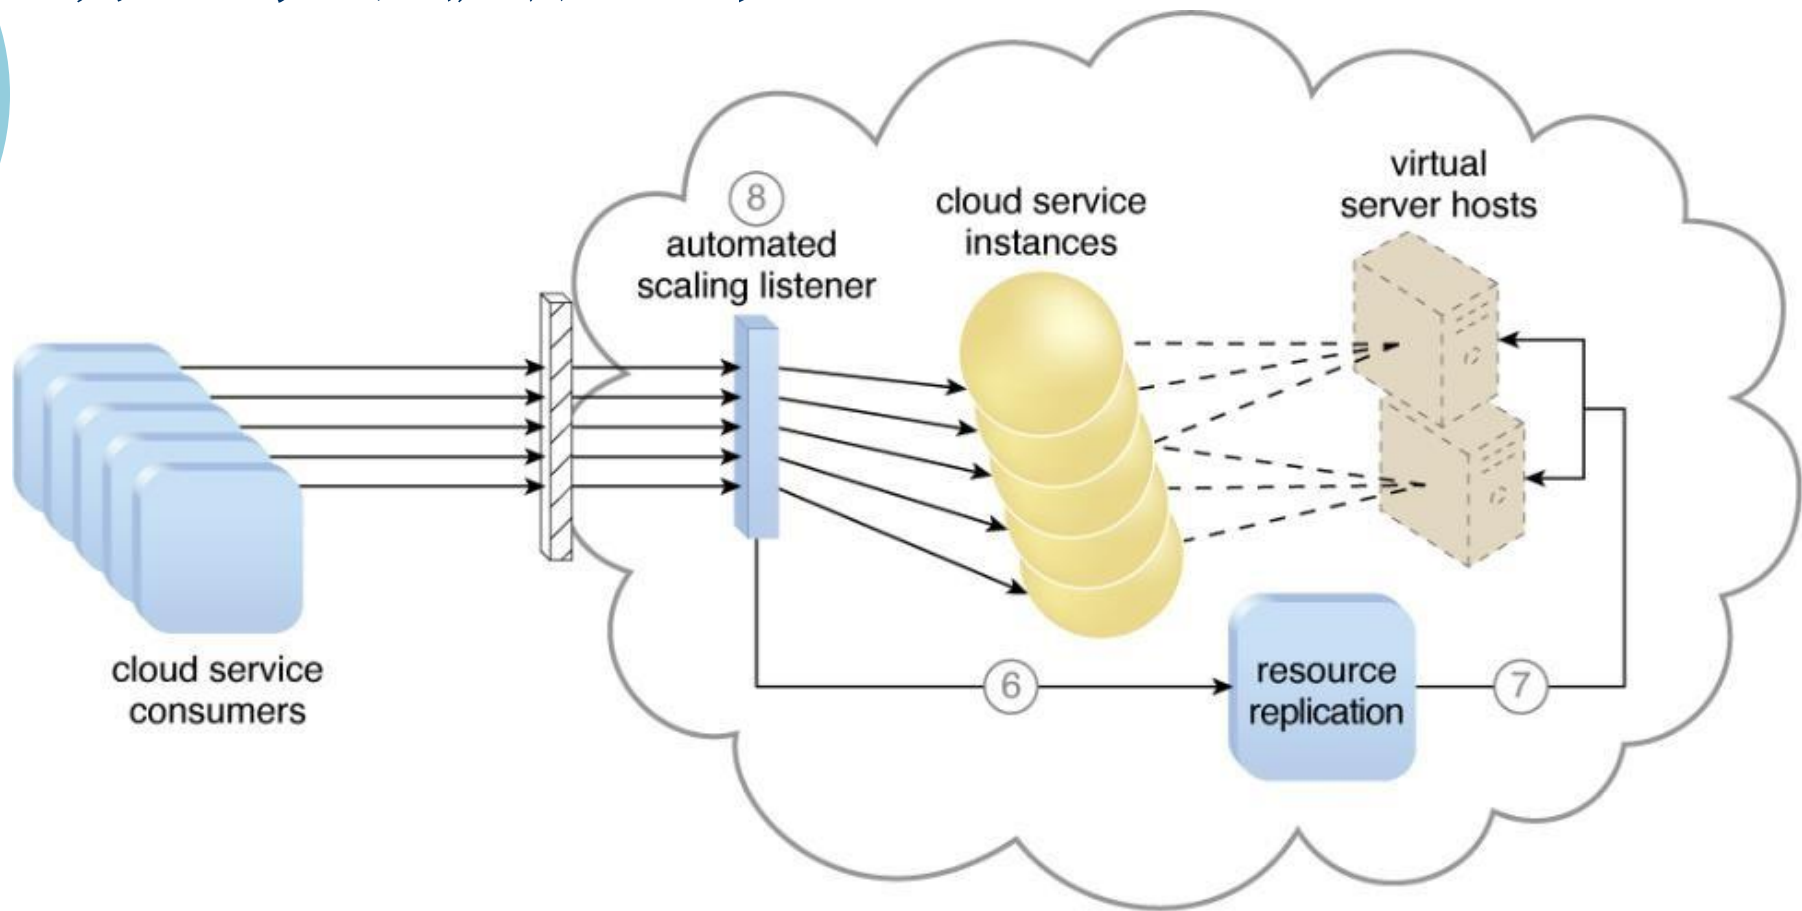 8
automated
scaling listener
cloud service
instances
virtual
server hosts
cloud service
consumers
6
resource
replication
7